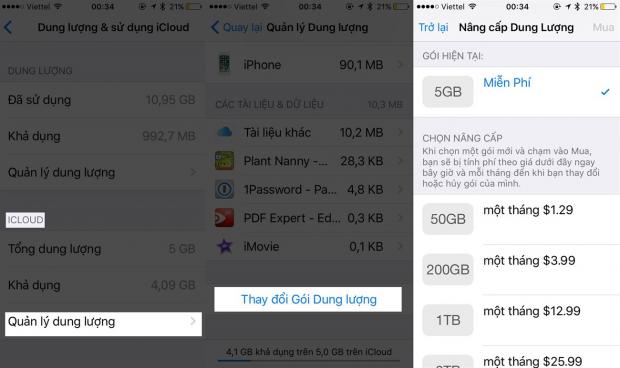 Viettel 00:34 21%
Dung lượng & sử dụng iCloud
DUNG LƯỢNG
Đã sử dụng 10,95 GB
Khả dụng 992,7 MB
Quản lý dung lượng
ICLOUD
Tổng dung lượng 5 GB
Khả dụng 4,09 GB
Quản lý dung lượng
Viettel 00:34 21%
Quay lại Quản lý Dung lượng
iPhone 90,1 MB
CÁC TÀI LIỆU & DỮ LIỆU 10,3 MB
Tài liệu khác 10,2 MB
Plant Nanny -... 28,3 KB
1Password - Pa... 4,8 KB
PDF Expert - Ed... 0,3 KB
iMovie 0,1 KB
Thay đổi Gói Dung lượng
4,1 GB khả dụng trên 5,0 GB trên iCloud
Viettel 00:34 21%
Trở lại Nâng cấp Dung Lượng Mua
GÓI HIỆN TẠI:
5GB Miễn Phí
CHỌN NÂNG CẤP
Khi chọn một gói mới và chạm vào Mua,
bạn sẽ bị tính phí theo giá dưới đây ngay
bây giờ và mỗi tháng đến khi bạn thay đổi
hoặc hủy gói của mình.
50GB một tháng $1.29
200GB một tháng $3.99
1TB một tháng $12.99
một tháng $25.99